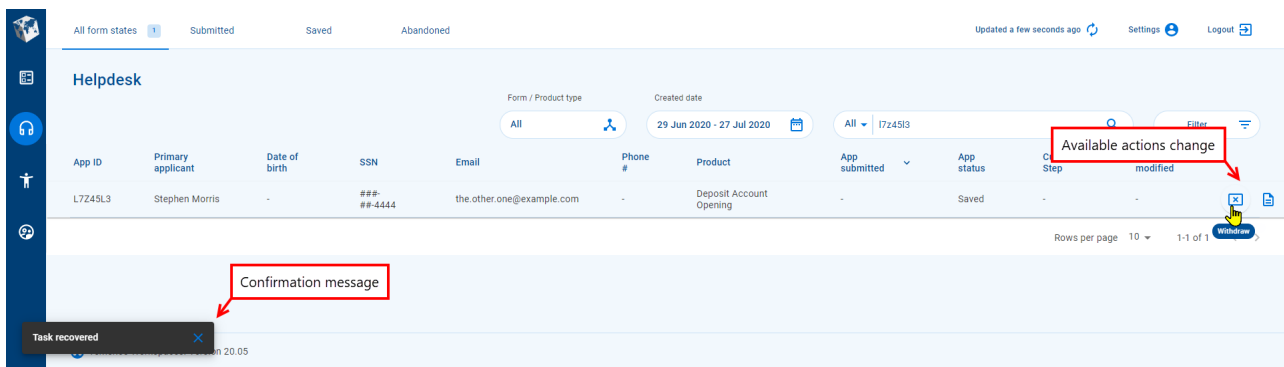 All form states 1 Submitted Saved Abandoned Updated a few seconds ago Settings Logout
Helpdesk
Form / Product type Created date
All 29 Jun 2020 - 27 Jul 2020 All l7z45l3 Filter
Available actions change
App ID Primary applicant Date of birth SSN Email Phone # Product App submitted App status Step modified
L7Z45L3 Stephen Morris - ###-##-4444 the.other.one@example.com - Deposit Account Opening - Saved - -
Withdraw
Rows per page 10 1-1 of 1
Confirmation message
Task recovered
20.05